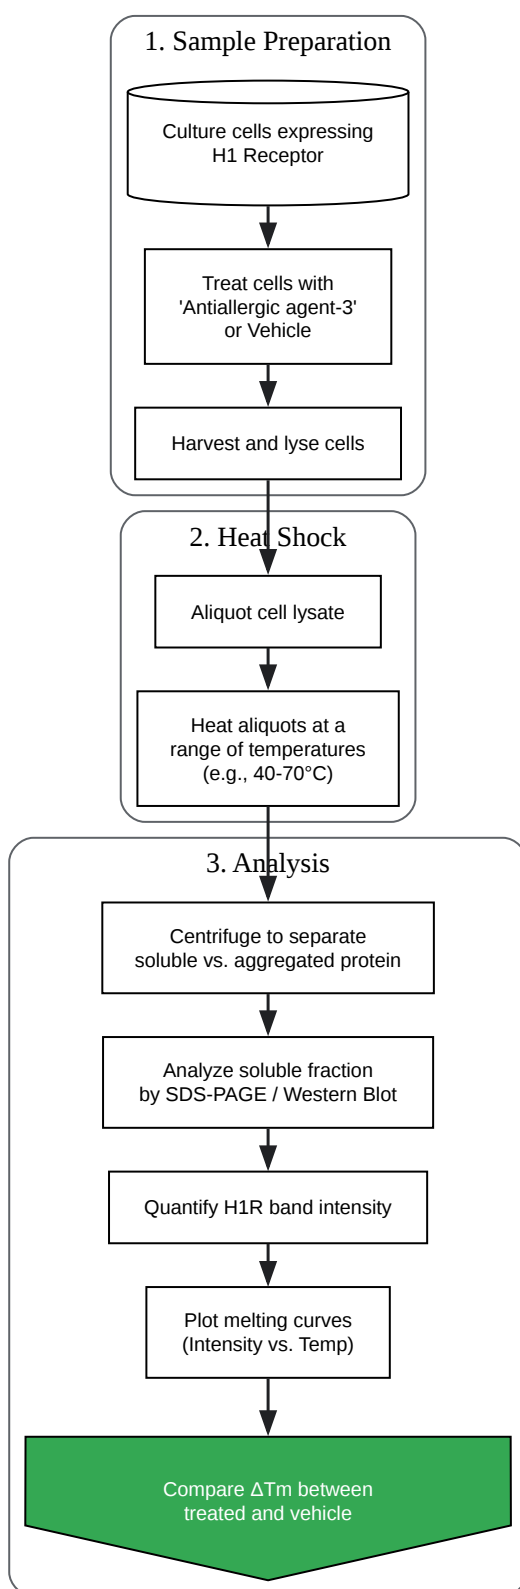 1. Sample Preparation
Culture cells expressing
H1 Receptor
Treat cells with
'Antiallergic agent-3'
or Vehicle
Harvest and lyse cells
2. Heat Shock
Aliquot cell lysate
Heat aliquots at a
range of temperatures
(e.g., 40-70°C)
3. Analysis
Centrifuge to separate
soluble vs. aggregated protein
Analyze soluble fraction
by SDS-PAGE / Western Blot
Quantify H1R band intensity
Plot melting curves
(Intensity vs. Temp)
Compare ΔTm between
treated and vehicle